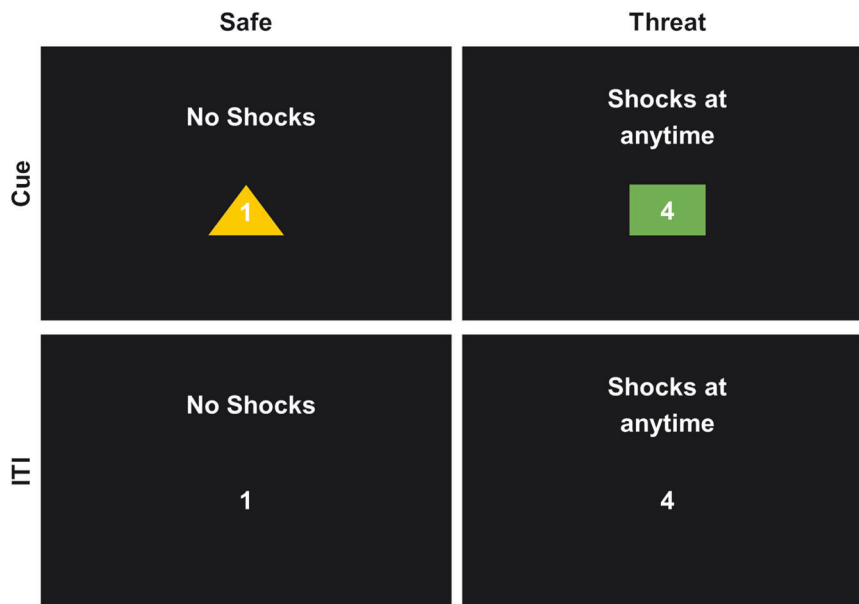 Safe
Threat
Cue
No Shocks
1
Shocks at
anytime
4
ITI
No Shocks
1
Shocks at
anytime
4